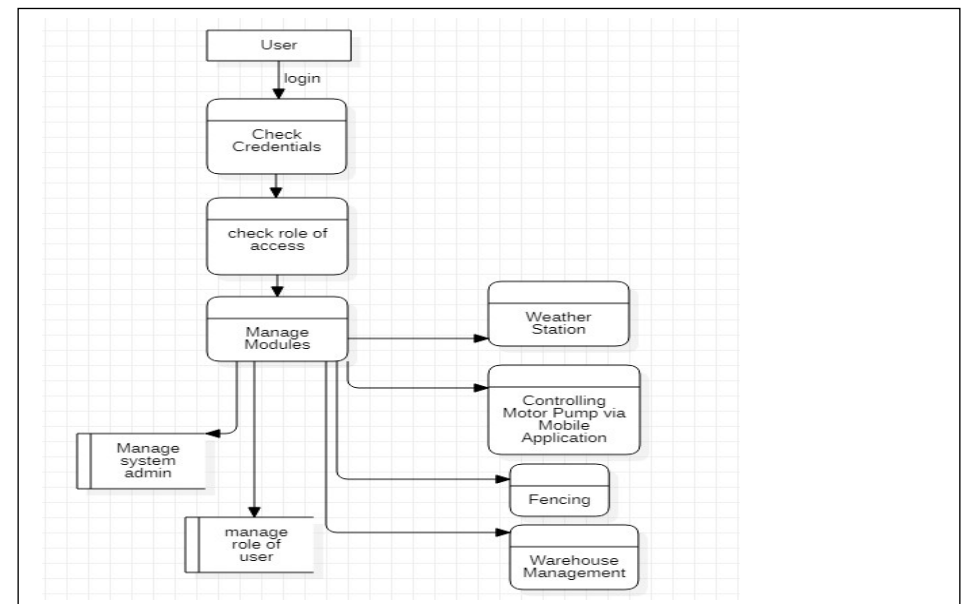 User
login
Check
Credentials
check role of
access
Manage
Modules
Weather
Station
Controlling
Motor Pump via
Mobile
Application
Manage
system
admin
Fencing
manage
role of
user
Warehouse
Management